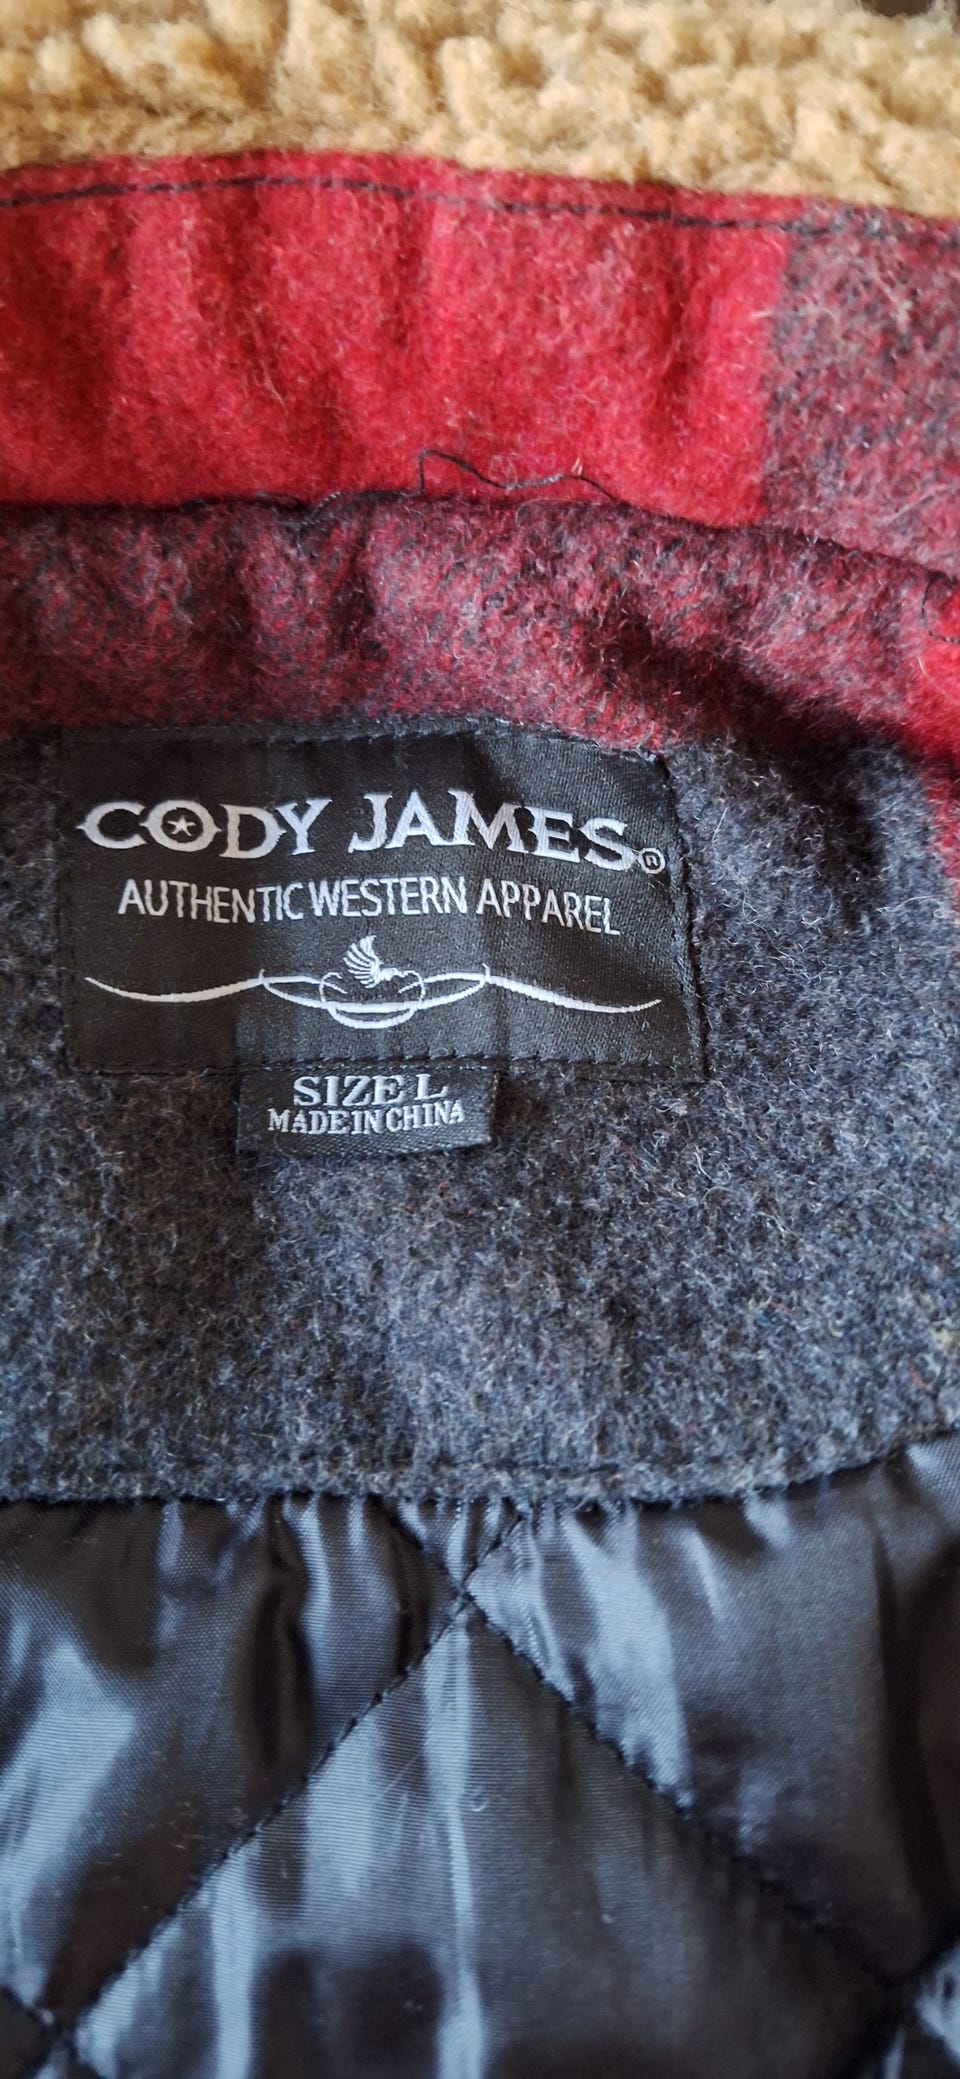 CODY JAMES®
AUTHENTIC WESTERN APPAREL
SIZE L
MADE IN CHINA